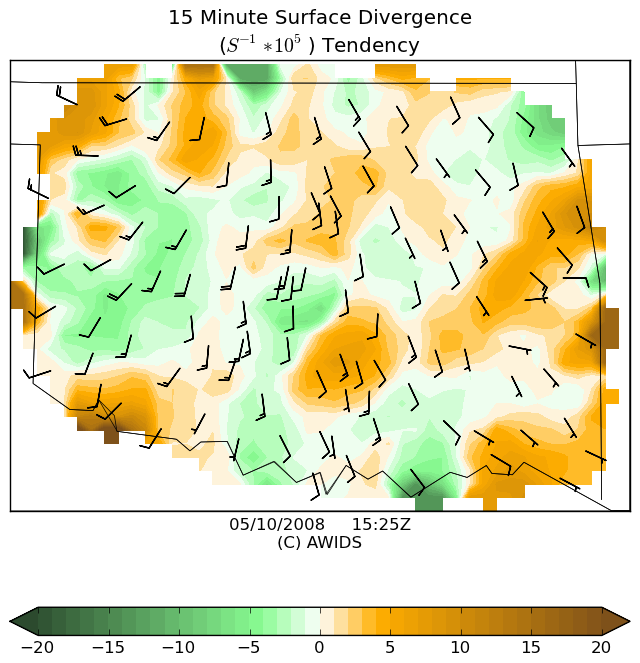 15 Minute Surface Divergence
(S⁻¹ ∗ 10⁵ ) Tendency
05/10/2008 15:25Z
(C) AWIDS
−20 −15 −10 −5 0 5 10 15 20